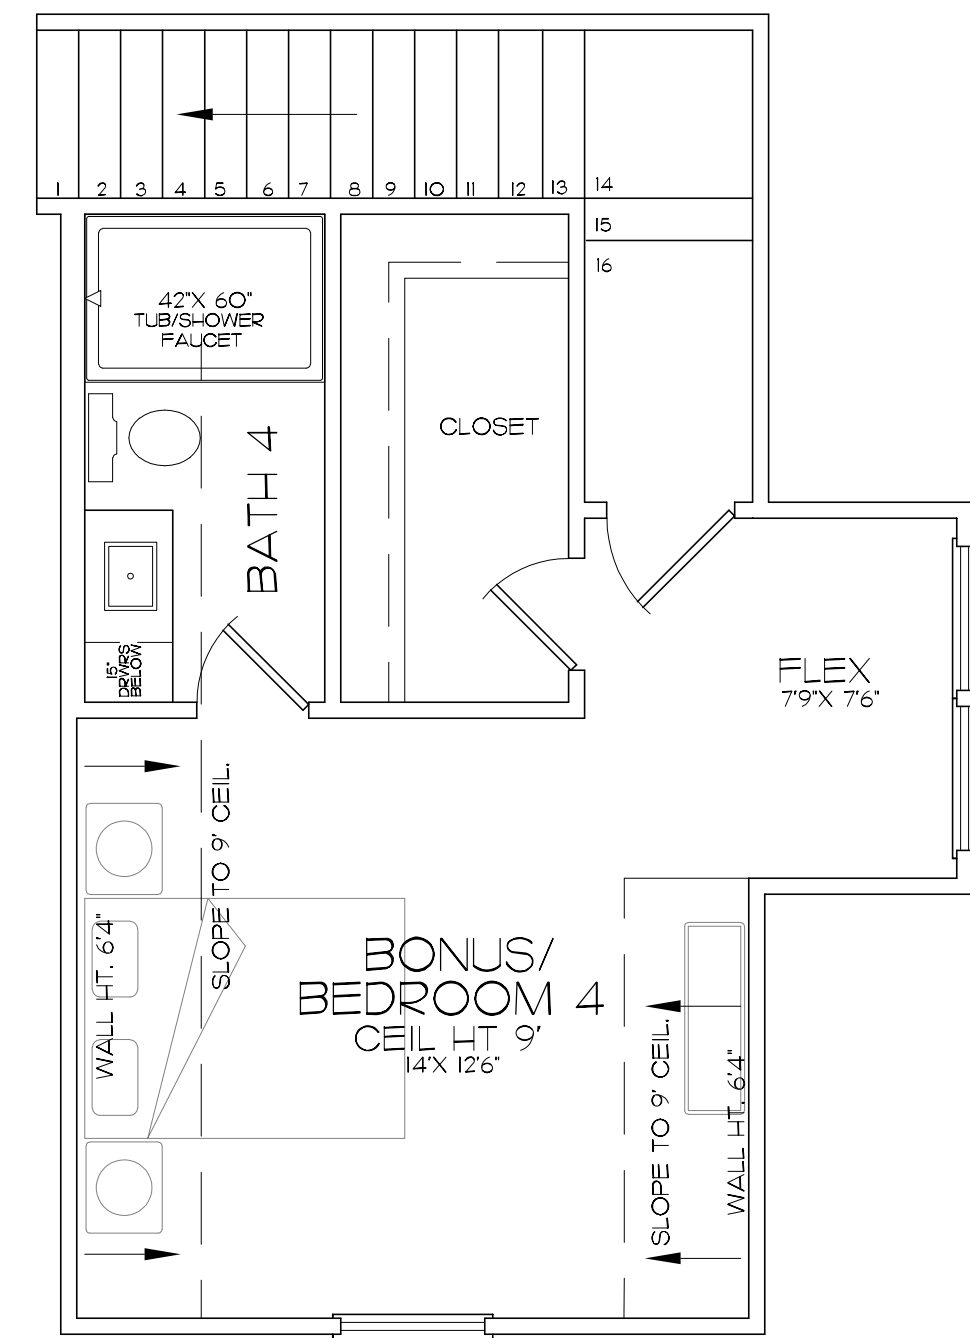 1 2 3 4 5 6 7 8 9 10 11 12 13 14
15
16
42"X 60"
TUB/SHOWER
FAUCET
CLOSET
BATH 4
15"
DRWRS
BELOW
FLEX
7'9"X 7'6"
SLOPE TO 9' CEIL.
WALL HT. 6'4"
BONUS/
BEDROOM 4
CEIL HT 9'
14'X 12'6"
SLOPE TO 9' CEIL.
WALL HT. 6'4"